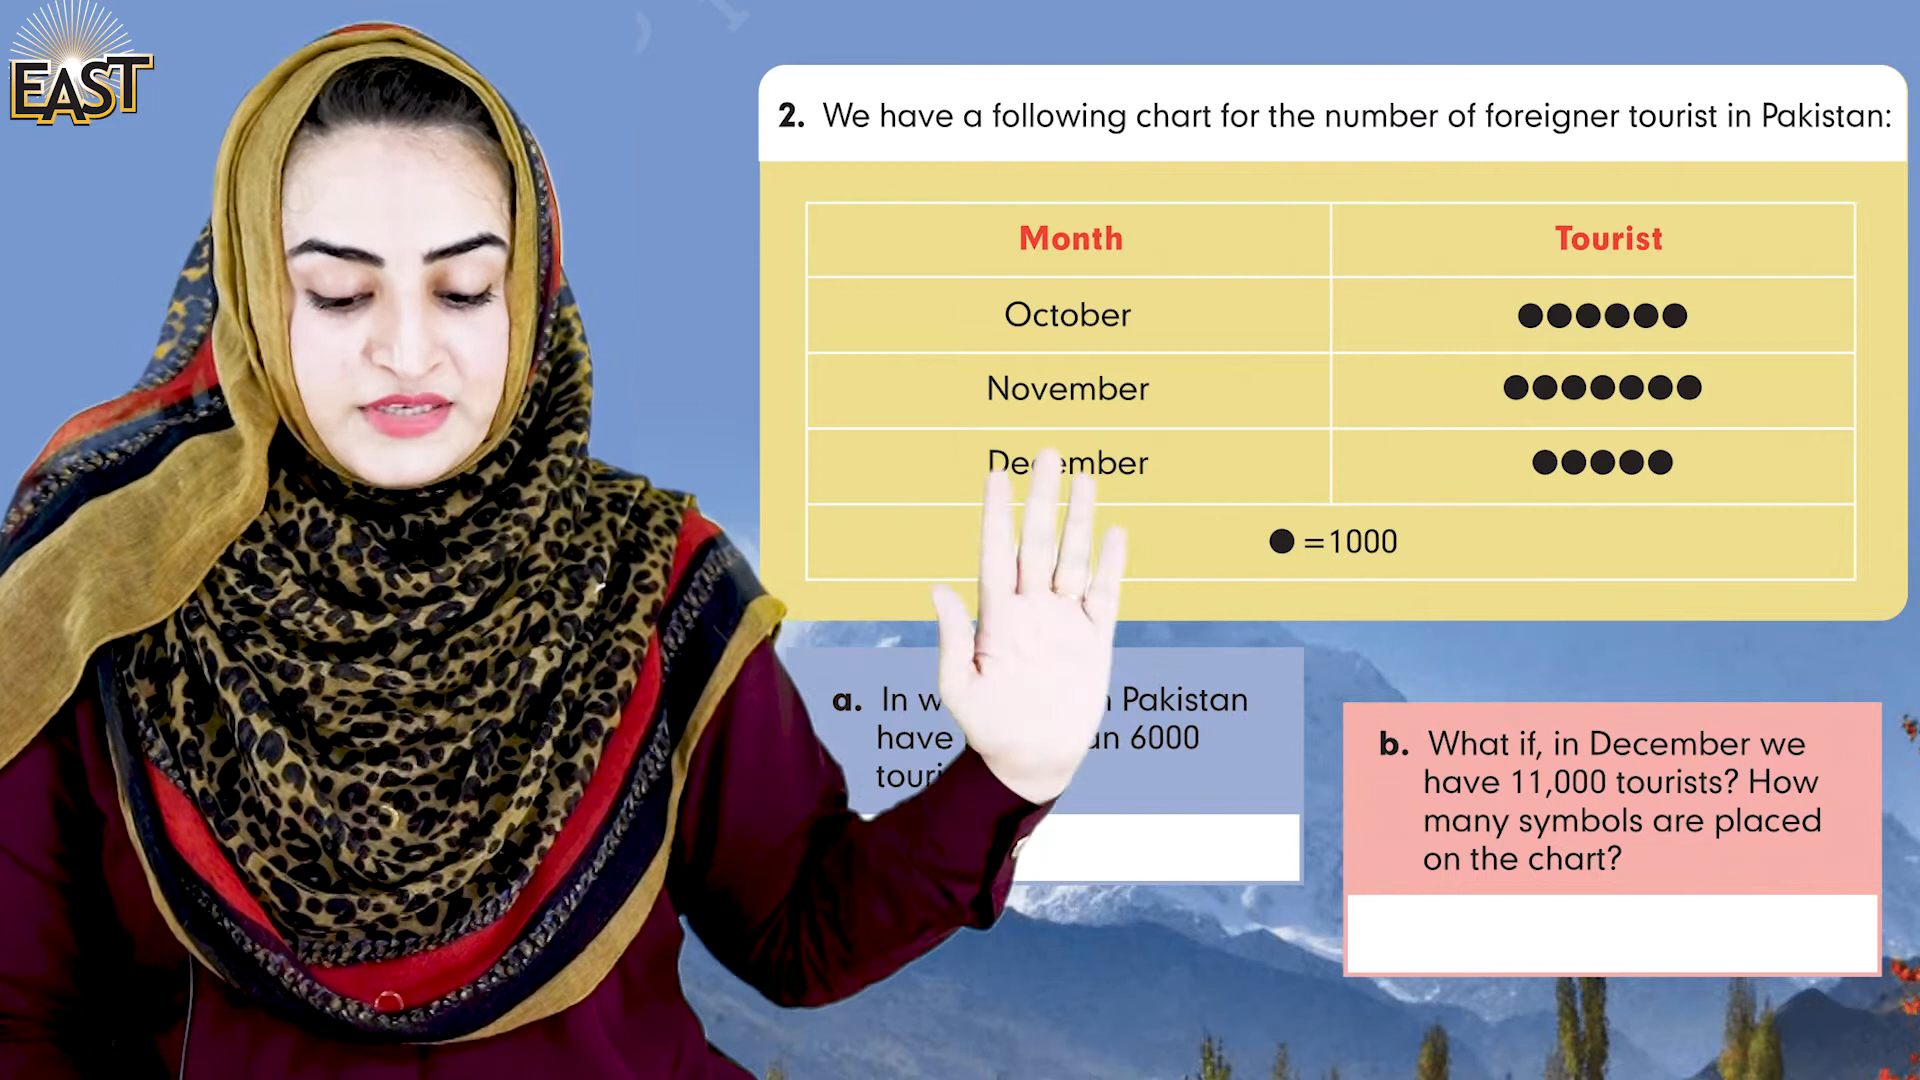 EAST
2. We have a following chart for the number of foreigner tourist in Pakistan:
Month Tourist
October ●●●●●●
November ●●●●●●●
December ●●●●●
● =1000
a. In Pakistan
have 6000
b. What if, in December we
have 11,000 tourists? How
many symbols are placed
on the chart?